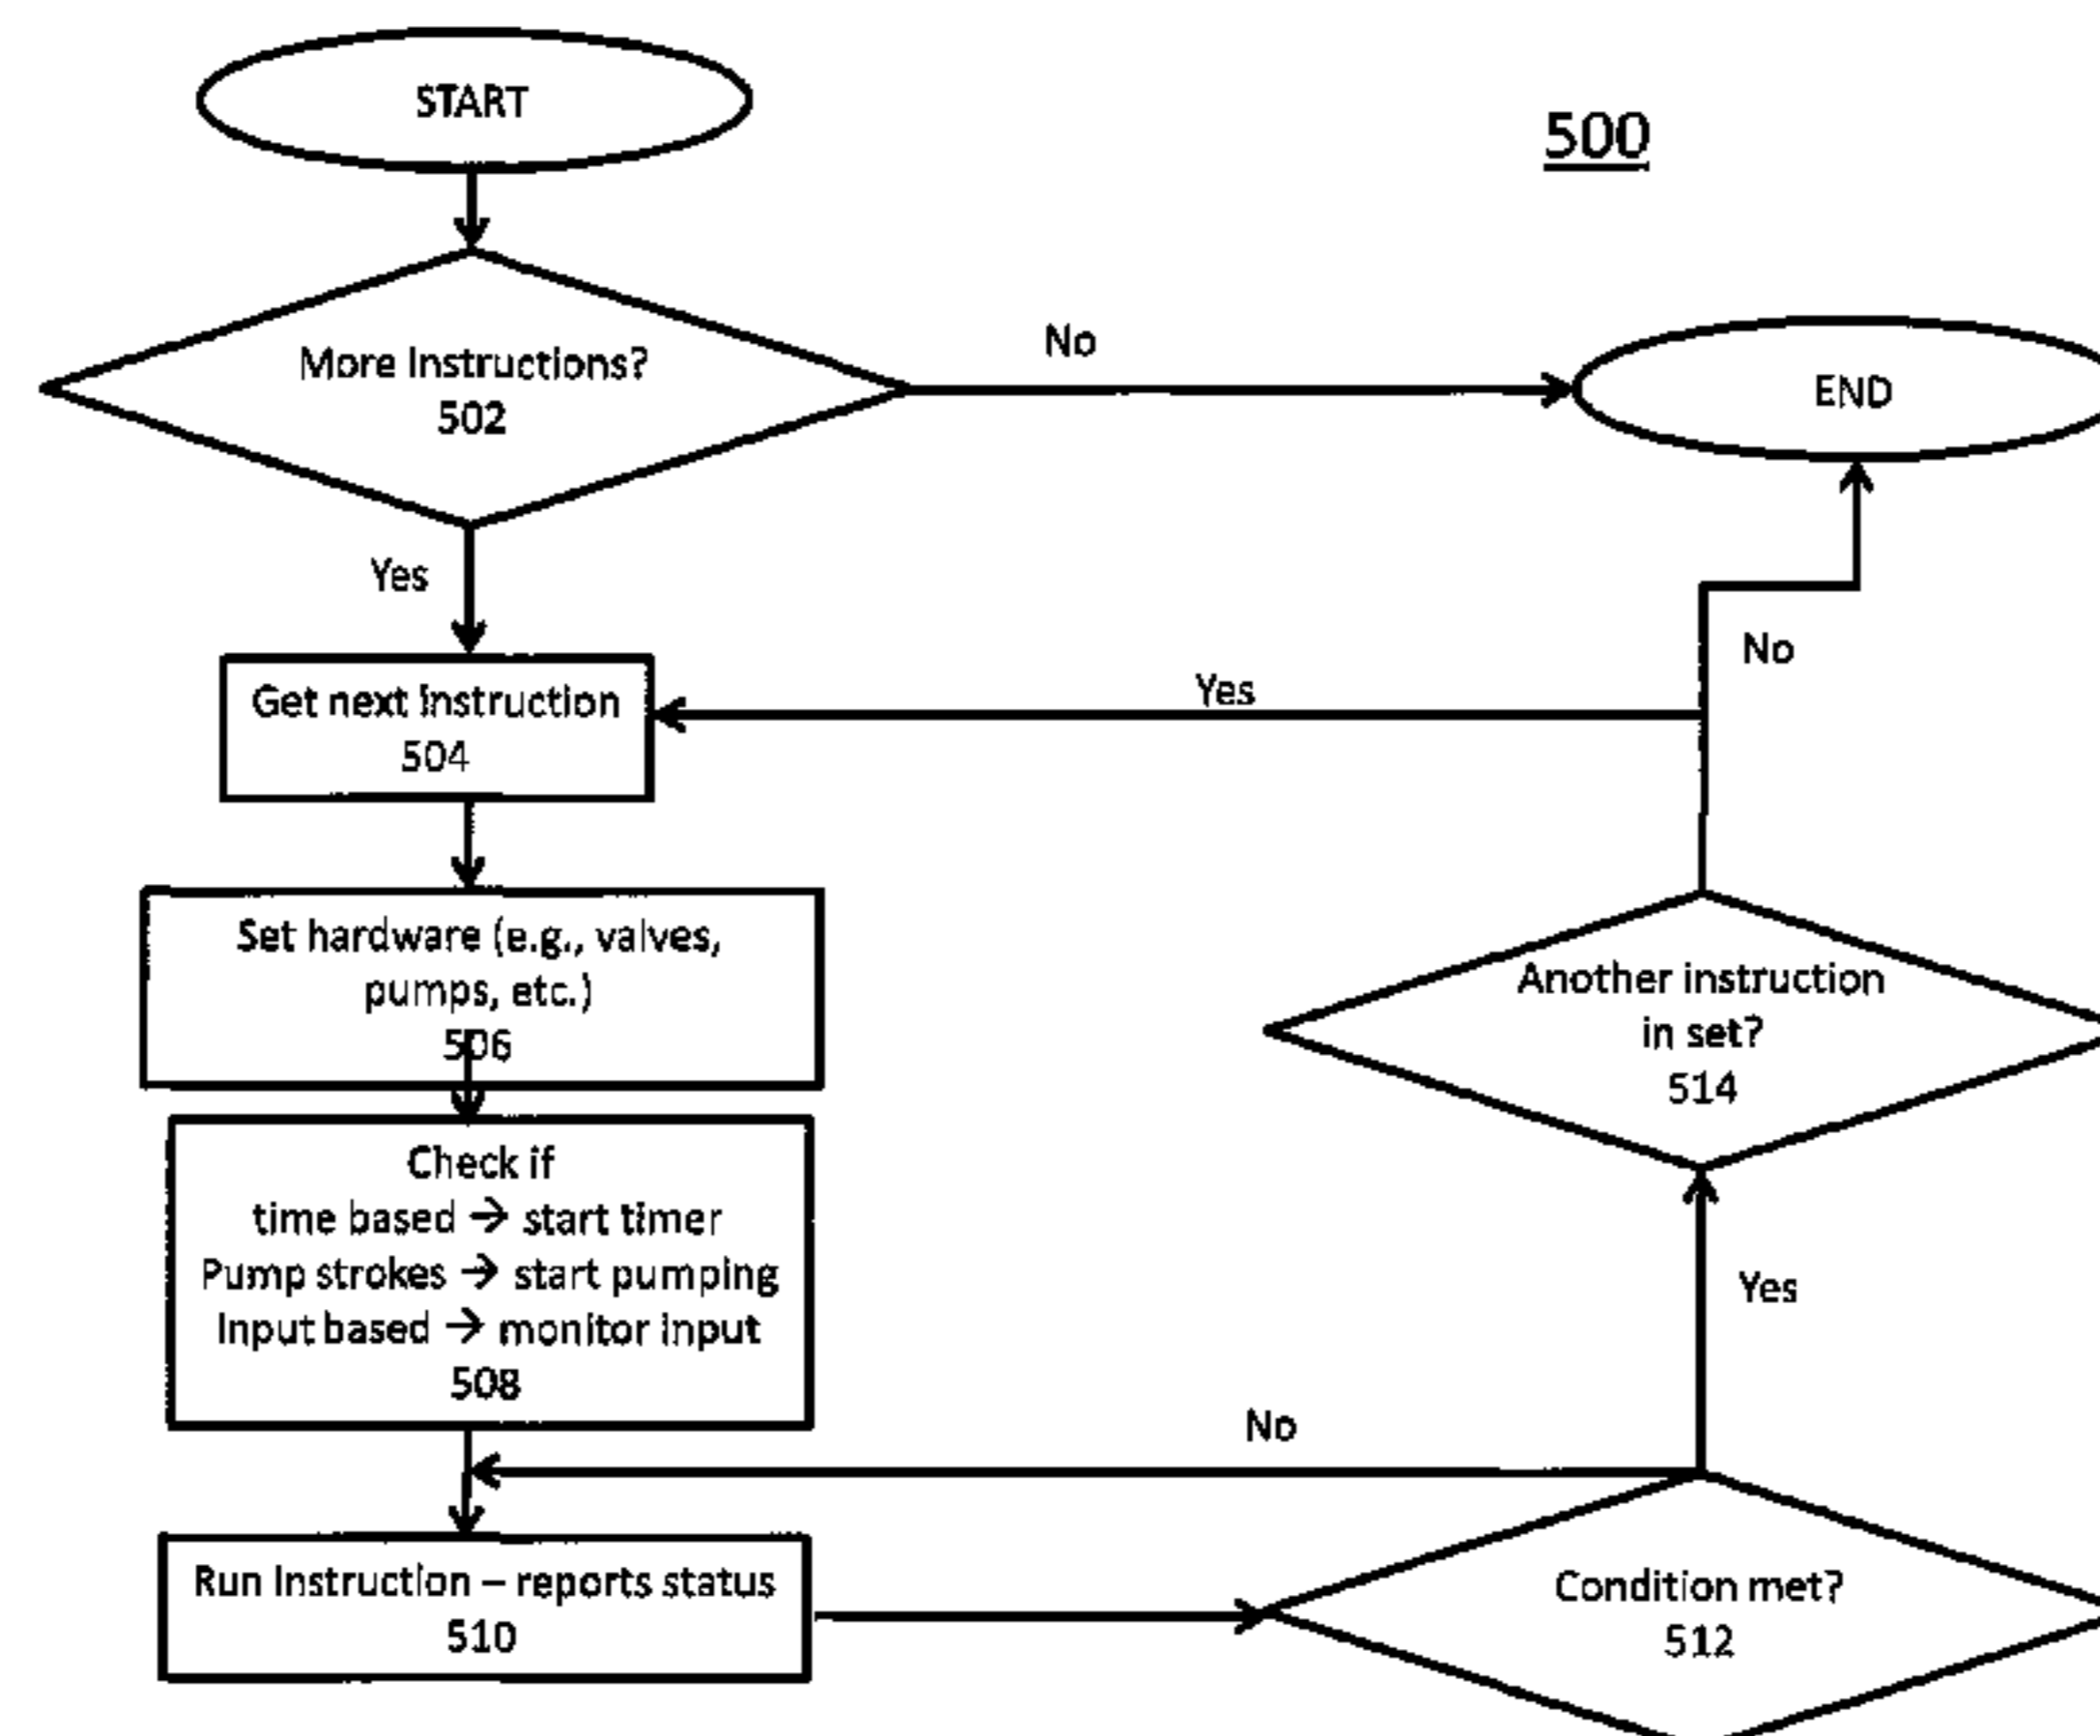 START
500
More Instructions?
502
No
END
Yes
Get next instruction
504
Yes
No
Set hardware (e.g., valves,
pumps, etc.)
506
Another instruction
in set?
514
Check if
time based → start timer
Pump strokes → start pumping
Input based → monitor input
508
Yes
No
Run Instruction – reports status
510
Condition met?
512